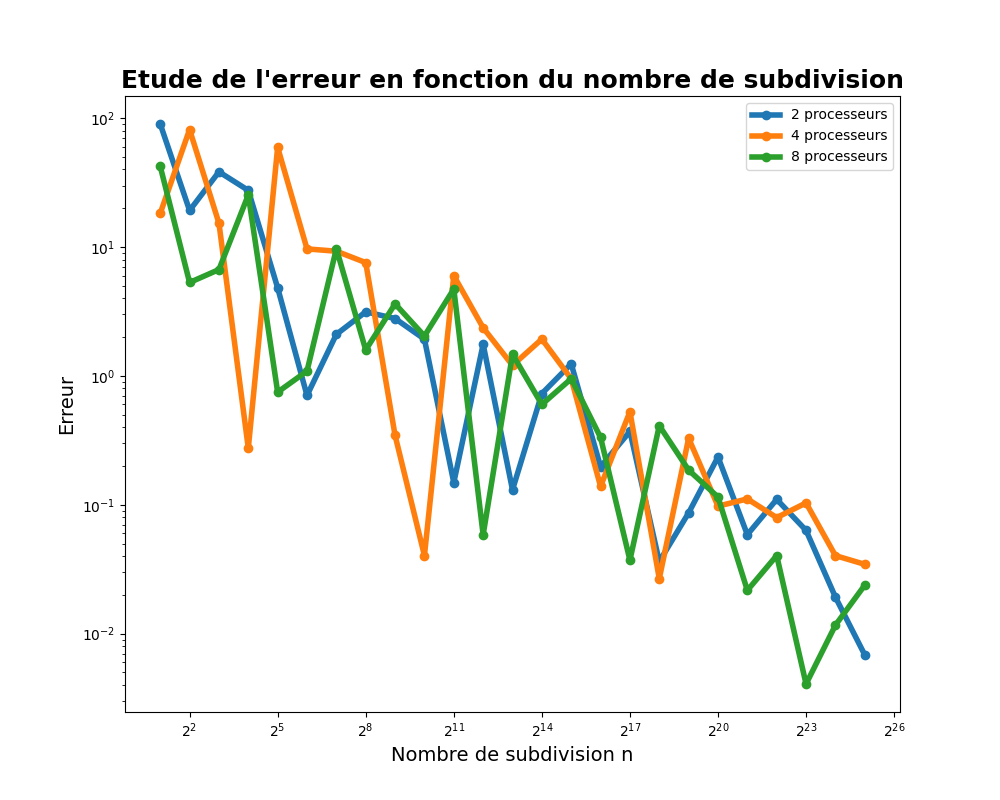 Etude de l'erreur en fonction du nombre de subdivision
2 processeurs
4 processeurs
8 processeurs
Erreur
10²
10¹
10⁰
10⁻¹
10⁻²
2² 2⁵ 2⁸ 2¹¹ 2¹⁴ 2¹⁷ 2²⁰ 2²³ 2²⁶
Nombre de subdivision n